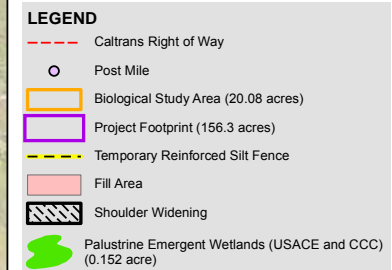 LEGEND
Caltrans Right of Way
Post Mile
Biological Study Area (20.08 acres)
Project Footprint (156.3 acres)
Temporary Reinforced Silt Fence
Fill Area
Shoulder Widening
Palustrine Emergent Wetlands (USACE and CCC)
(0.152 acre)